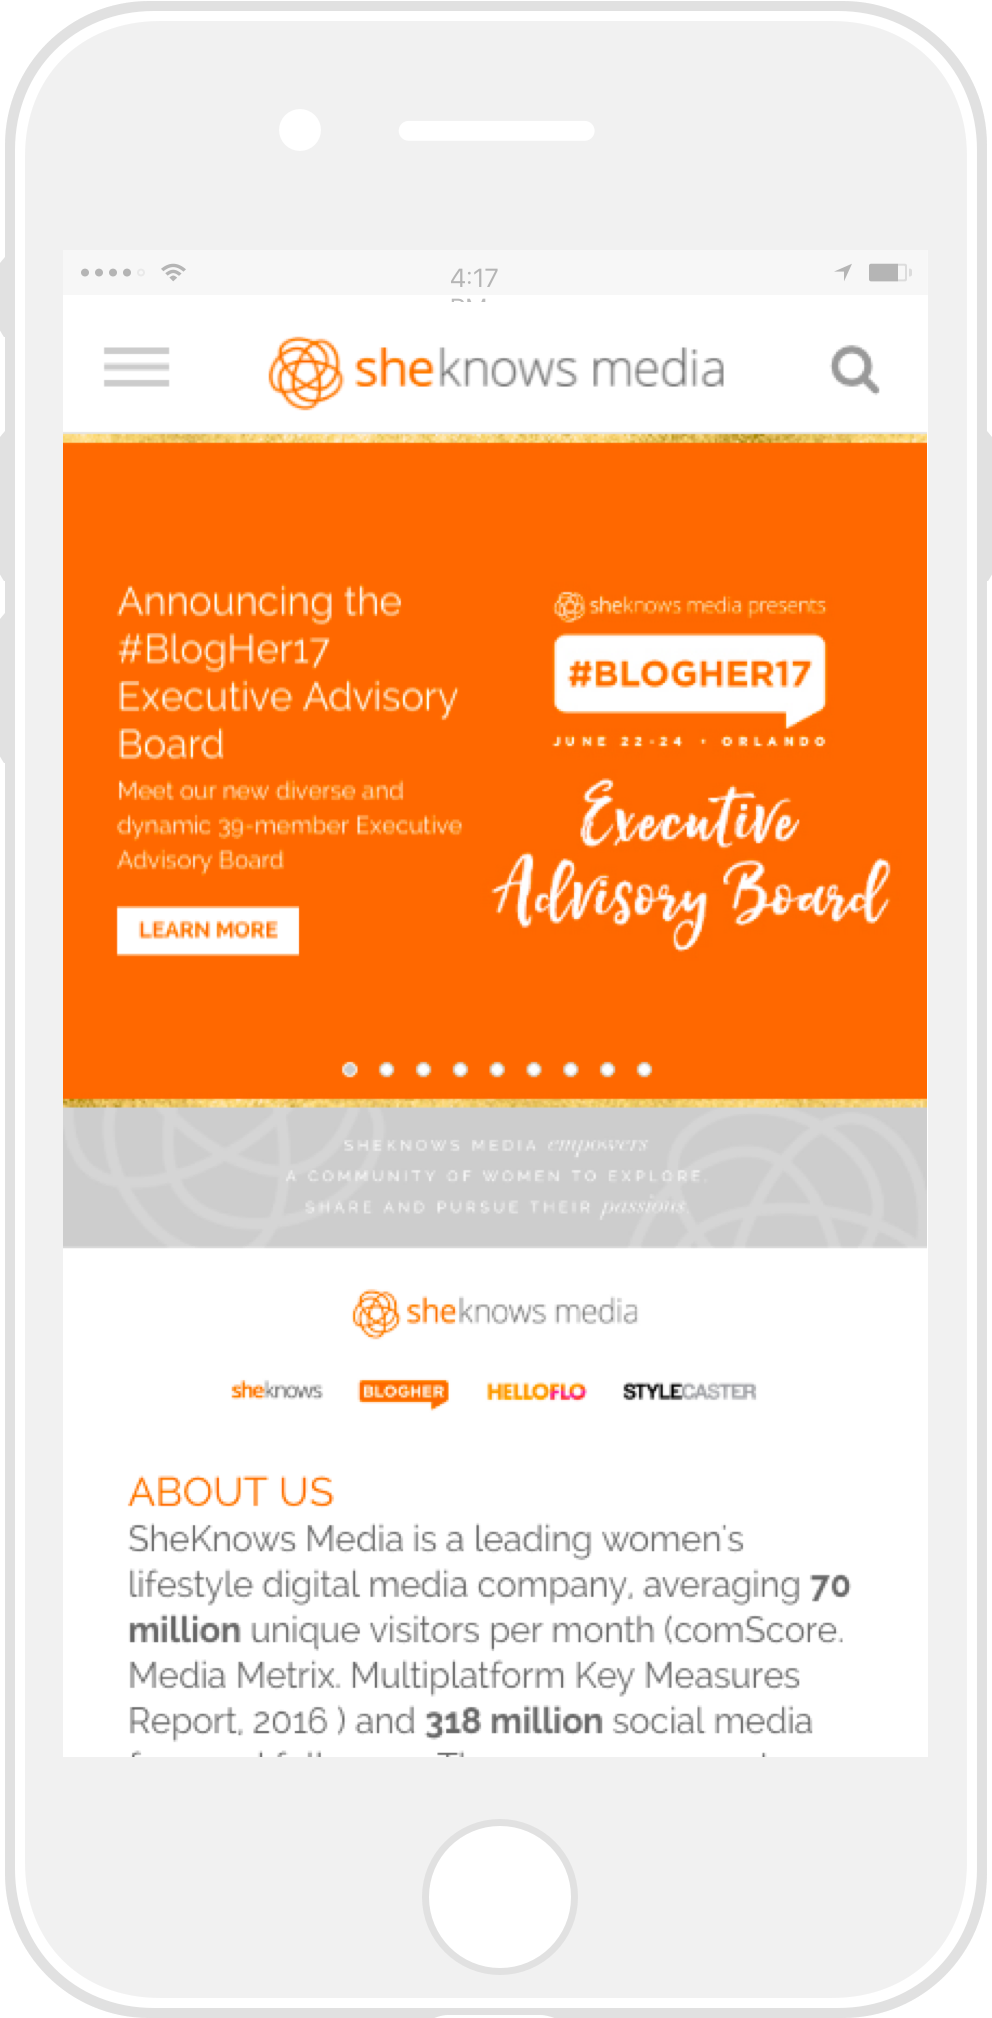 4:17
sheknows media
Announcing the
#BlogHer17
Executive Advisory
Board
Meet our new diverse and
dynamic 39-member Executive
Advisory Board
LEARN MORE
sheknows media presents
#BLOGHER17
JUNE 22-24 • ORLANDO
Executive
Advisory Board
SHEKNOWS MEDIA empowers
A COMMUNITY OF WOMEN TO EXPLORE,
SHARE AND PURSUE THEIR passions.
sheknows media
sheknows BLOGHER HELLOFLO STYLECASTER
ABOUT US
SheKnows Media is a leading women's
lifestyle digital media company, averaging 70
million unique visitors per month (comScore.
Media Metrix. Multiplatform Key Measures
Report, 2016 ) and 318 million social media